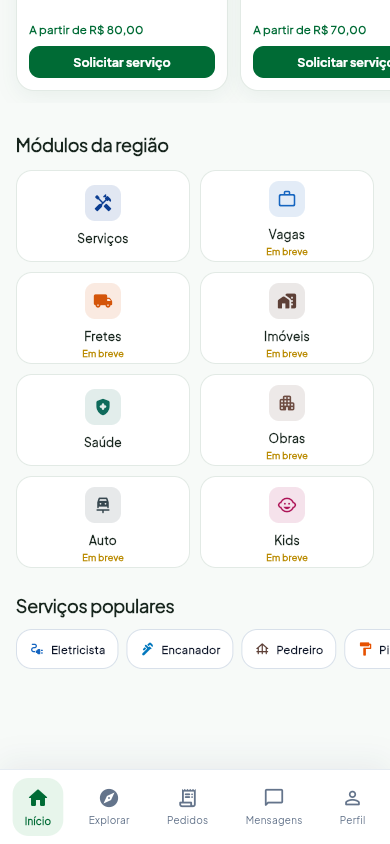 A partir de R$ 80,00
A partir de R$ 70,00
Solicitar serviço
Solicitar serviço
Módulos da região
Serviços
Vagas
Em breve
Fretes
Em breve
Imóveis
Em breve
Saúde
Obras
Em breve
Auto
Em breve
Kids
Em breve
Serviços populares
Eletricista
Encanador
Pedreiro
Pi
Início
Explorar
Pedidos
Mensagens
Perfil